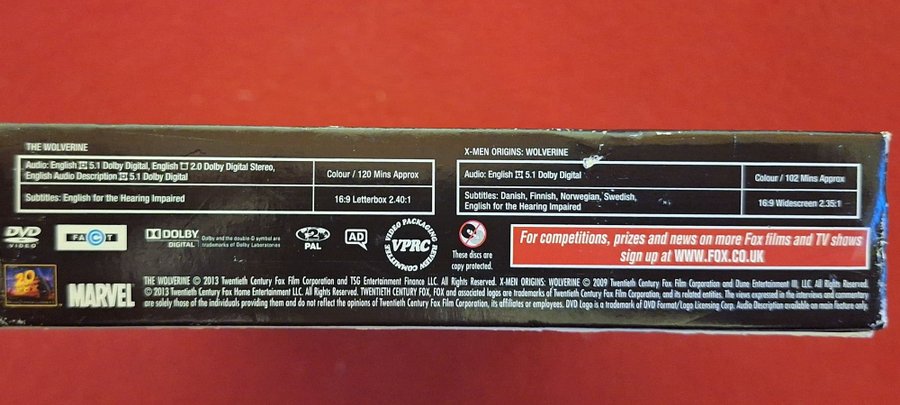 THE WOLVERINE
Audio: English 5.1 Dolby Digital, English 2.0 Dolby Digital Stereo,
English Audio Description 5.1 Dolby Digital
Colour / 120 Mins Approx
Subtitles: English for the Hearing Impaired
16:9 Letterbox 2.40:1
X-MEN ORIGINS: WOLVERINE
Audio: English 5.1 Dolby Digital
Colour / 102 Mins Approx
Subtitles: Danish, Finnish, Norwegian, Swedish,
English for the Hearing Impaired
16:9 Widescreen 2.35:1
DVD
VIDEO
FACT
DOLBY
DIGITAL
Dolby and the double-D symbol are
trademarks of Dolby Laboratories
2
PAL
AD
VIDEO PACKAGING
VPRC
REVIEW COMMITTEE
These discs are
copy protected.
For competitions, prizes and news on more Fox films and TV shows
sign up at WWW.FOX.CO.UK
20
MARVEL
THE WOLVERINE © 2013 Twentieth Century Fox Film Corporation and TSG Entertainment Finance LLC. All Rights Reserved. X-MEN ORIGINS: WOLVERINE © 2009 Twentieth Century Fox Film Corporation and Dune Entertainment III, LLC. All Rights Reserved.
© 2013 Twentieth Century Fox Home Entertainment LLC. All Rights Reserved. TWENTIETH CENTURY FOX, FOX and associated logos are trademarks of Twentieth Century Fox Film Corporation, and its related entities. The views expressed in the interviews and commentary
are solely those of the individuals providing them and do not reflect the opinions of Twentieth Century Fox Film Corporation, its affiliates or employees. DVD Logo is a trademark of DVD Format/Logo Licensing Corp. Audio Description available on main feature only.